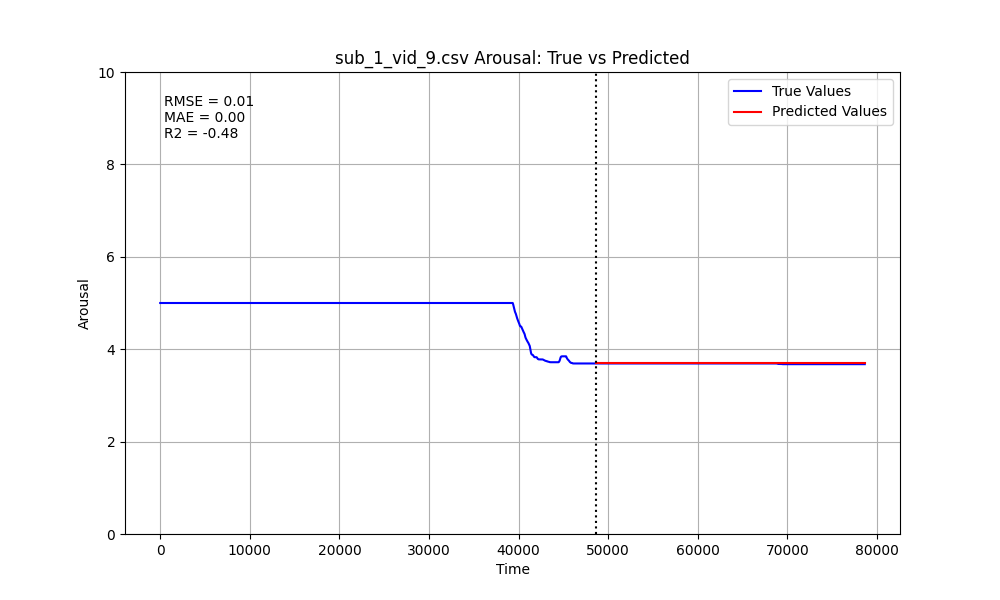 sub_1_vid_9.csv Arousal: True vs Predicted
RMSE = 0.01
MAE = 0.00
R2 = -0.48
True Values
Predicted Values
10
8
6
4
2
0
Arousal
0
10000
20000
30000
40000
50000
60000
70000
80000
Time